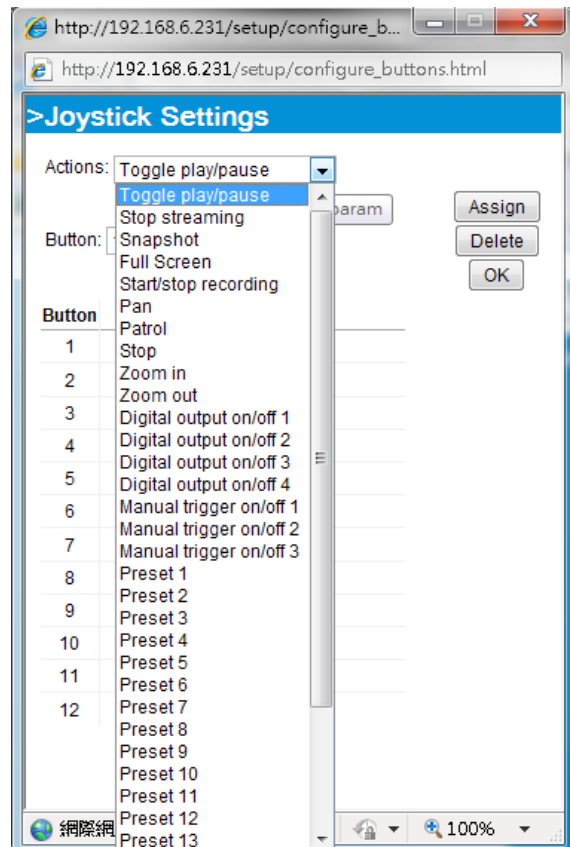 http://192.168.6.231/setup/configure_b...
http://192.168.6.231/setup/configure_buttons.html
>Joystick Settings
Actions: Toggle play/pause
Toggle play/pause
param
Assign
Stop streaming
Button:
Snapshot
Delete
Full Screen
OK
Start/stop recording
Button
Pan
Patrol
1
Stop
2
Zoom in
Zoom out
3
Digital output on/off 1
4
Digital output on/off 2
Digital output on/off 3
5
Digital output on/off 4
6
Manual trigger on/off 1
Manual trigger on/off 2
7
Manual trigger on/off 3
8
Preset 1
Preset 2
9
Preset 3
10
Preset 4
Preset 5
11
Preset 6
12
Preset 7
Preset 8
Preset 9
Preset 10
Preset 11
Preset 12
Preset 13
網際網
100%